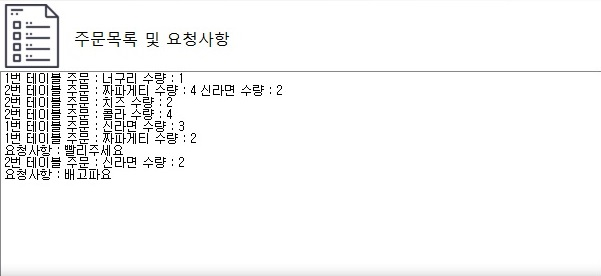 주문목록 및 요청사항
1번 테이블 주문 : 너구리 수량 : 1
2번 테이블 주문 : 짜파게티 수량 : 4 신라면 수량 : 2
2번 테이블 주문 : 치즈 수량 : 2
2번 테이블 주문 : 콜라 수량 : 4
1번 테이블 주문 : 신라면 수량 : 3
1번 테이블 주문 : 짜파게티 수량 : 2
요청사항 : 빨리주세요
2번 테이블 주문 : 신라면 수량 : 2
요청사항 : 배고파요